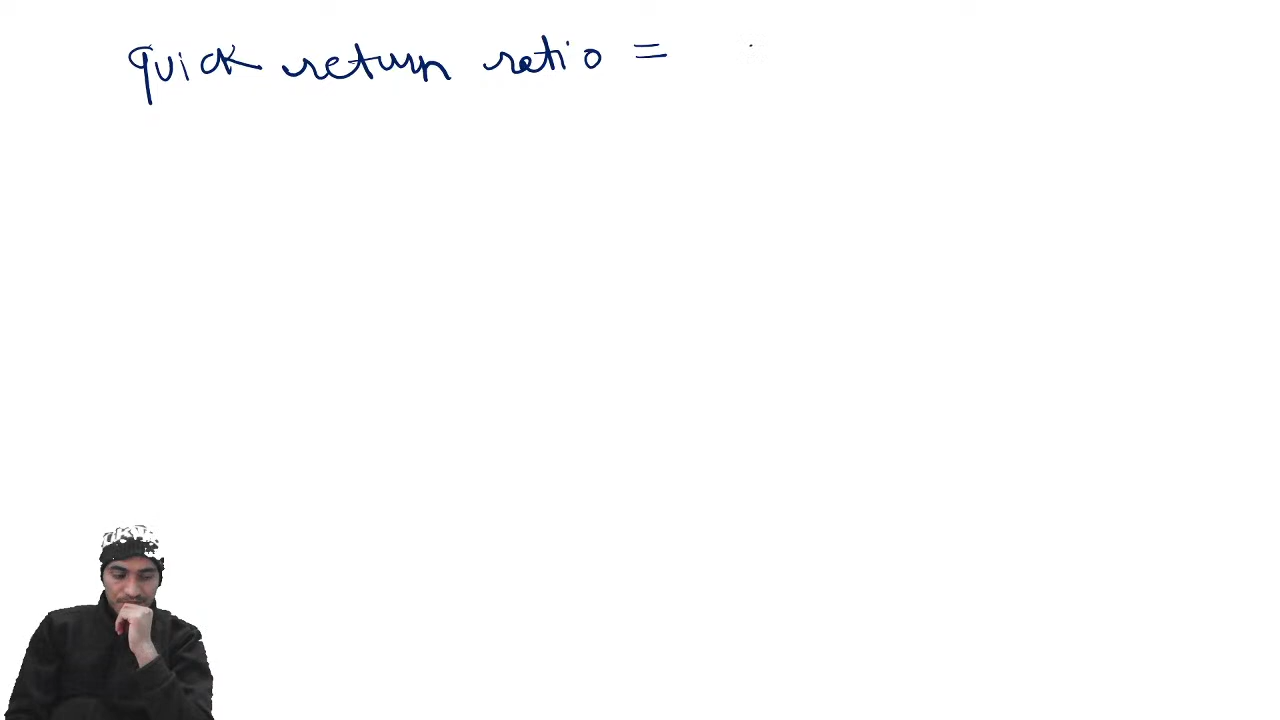 quick return ratio =